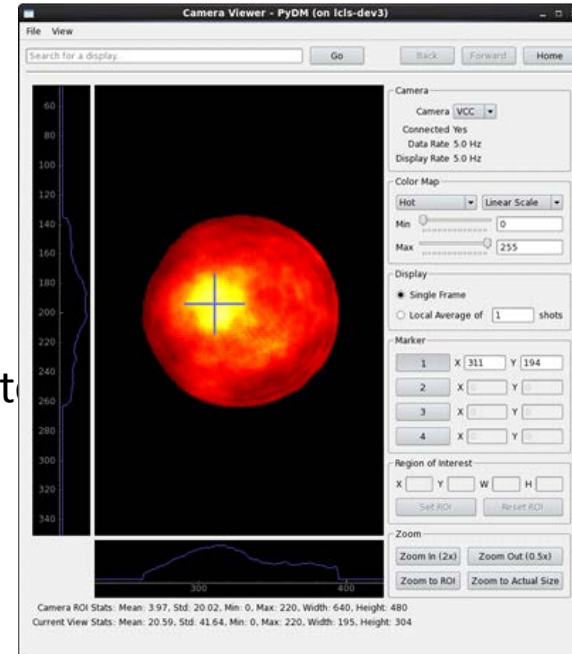 Camera Viewer - PyDM (on lcls-dev3)
File View
Search for a display. Go Back Forward Home
60
80
100
120
140
160
180
200
220
240
260
280
300
320
340
300 400
Camera
Camera VCC
Connected Yes
Data Rate 5.0 Hz
Display Rate 5.0 Hz
Color Map
Hot Linear Scale
Min 0
Max 255
Display
Single Frame
Local Average of 1 shots
Marker
1 X 311 Y 194
2 X Y
3 X Y
4 X Y
Region of Interest
X Y W H
Set ROI Reset ROI
Zoom
Zoom In (2x) Zoom Out (0.5x)
Zoom to ROI Zoom to Actual Size
Camera ROI Stats: Mean: 3.97, Std: 20.02, Min: 0, Max: 220, Width: 640, Height: 480
Current View Stats: Mean: 20.59, Std: 41.64, Min: 0, Max: 220, Width: 195, Height: 304